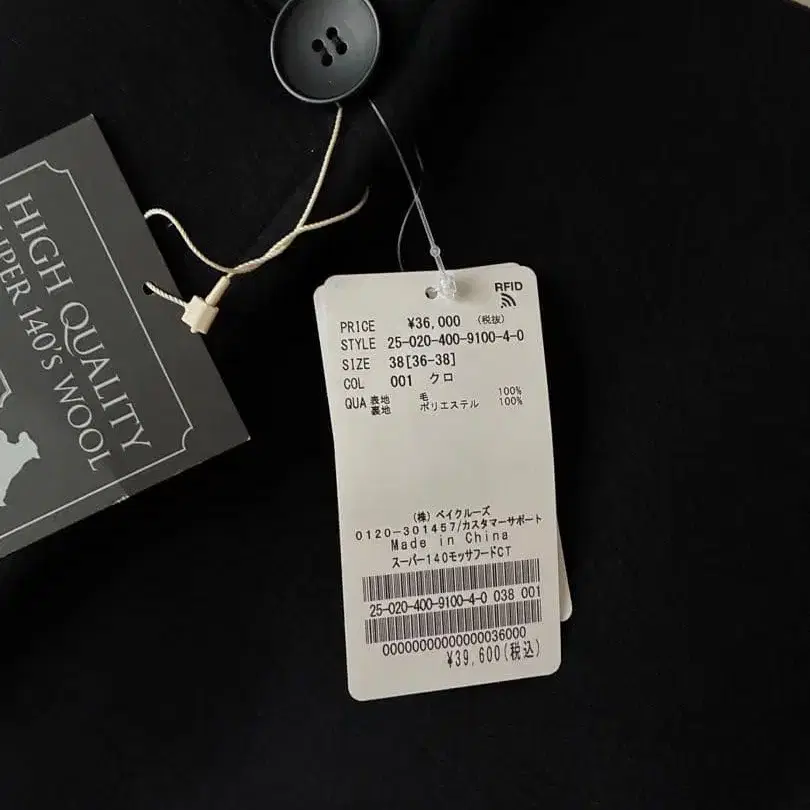 HIGH QUALITY
SUPER 140'S WOOL
RFID
PRICE ¥36,000 (税抜)
STYLE 25-020-400-9100-4-0
SIZE 38[36-38]
COL 001 クロ
QUA 表地 毛 100%
裏地 ポリエステル 100%
(株) ベイクルーズ
0120-301457/カスタマーサポート
Made in China
スーパー140モッサフードCT
25-020-400-9100-4-0 038 001
00000000000000036000
¥39,600(税込)